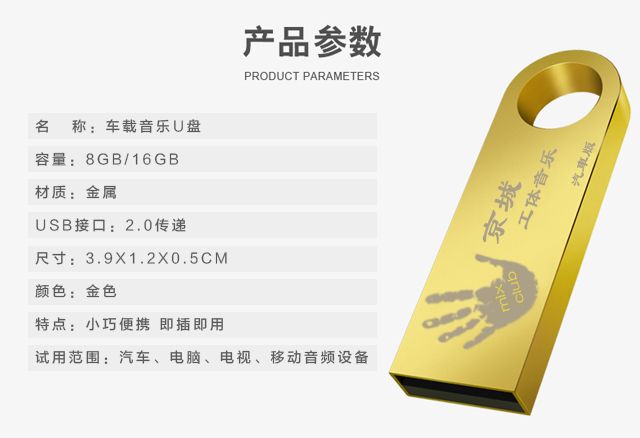 产品参数
PRODUCT PARAMETERS
名 称：车载音乐U盘
容量：8GB/16GB
材质：金属
USB接口：2.0传递
尺寸：3.9X1.2X0.5CM
颜色：金色
特点：小巧便携 即插即用
试用范围：汽车、电脑、电视、移动音频设备
京城
工体音乐
汽車版
mix
club